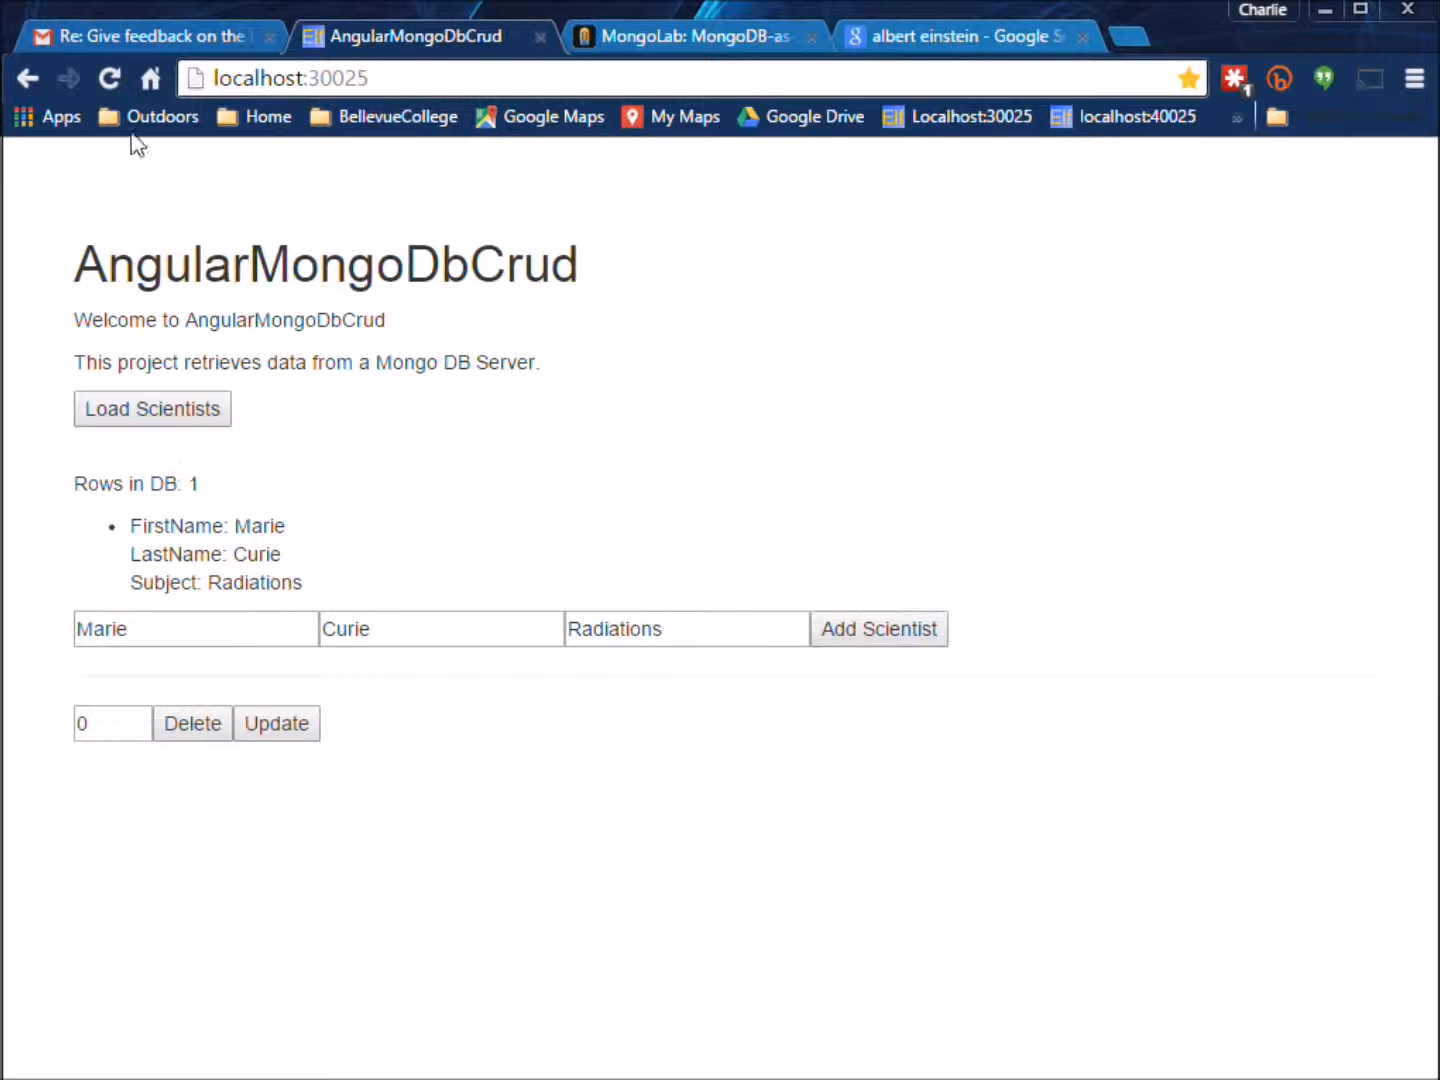 Charlie
Re: Give feedback on the
AngularMongoDbCrud
MongoLab: MongoDB-as-
albert einstein - Google S
localhost:30025
Apps
Outdoors
Home
BellevueCollege
Google Maps
My Maps
Google Drive
Localhost:30025
localhost:40025
»
AngularMongoDbCrud
Welcome to AngularMongoDbCrud
This project retrieves data from a Mongo DB Server.
Load Scientists
Rows in DB: 1
• FirstName: Marie
LastName: Curie
Subject: Radiations
Marie Curie Radiations Add Scientist
0 Delete Update